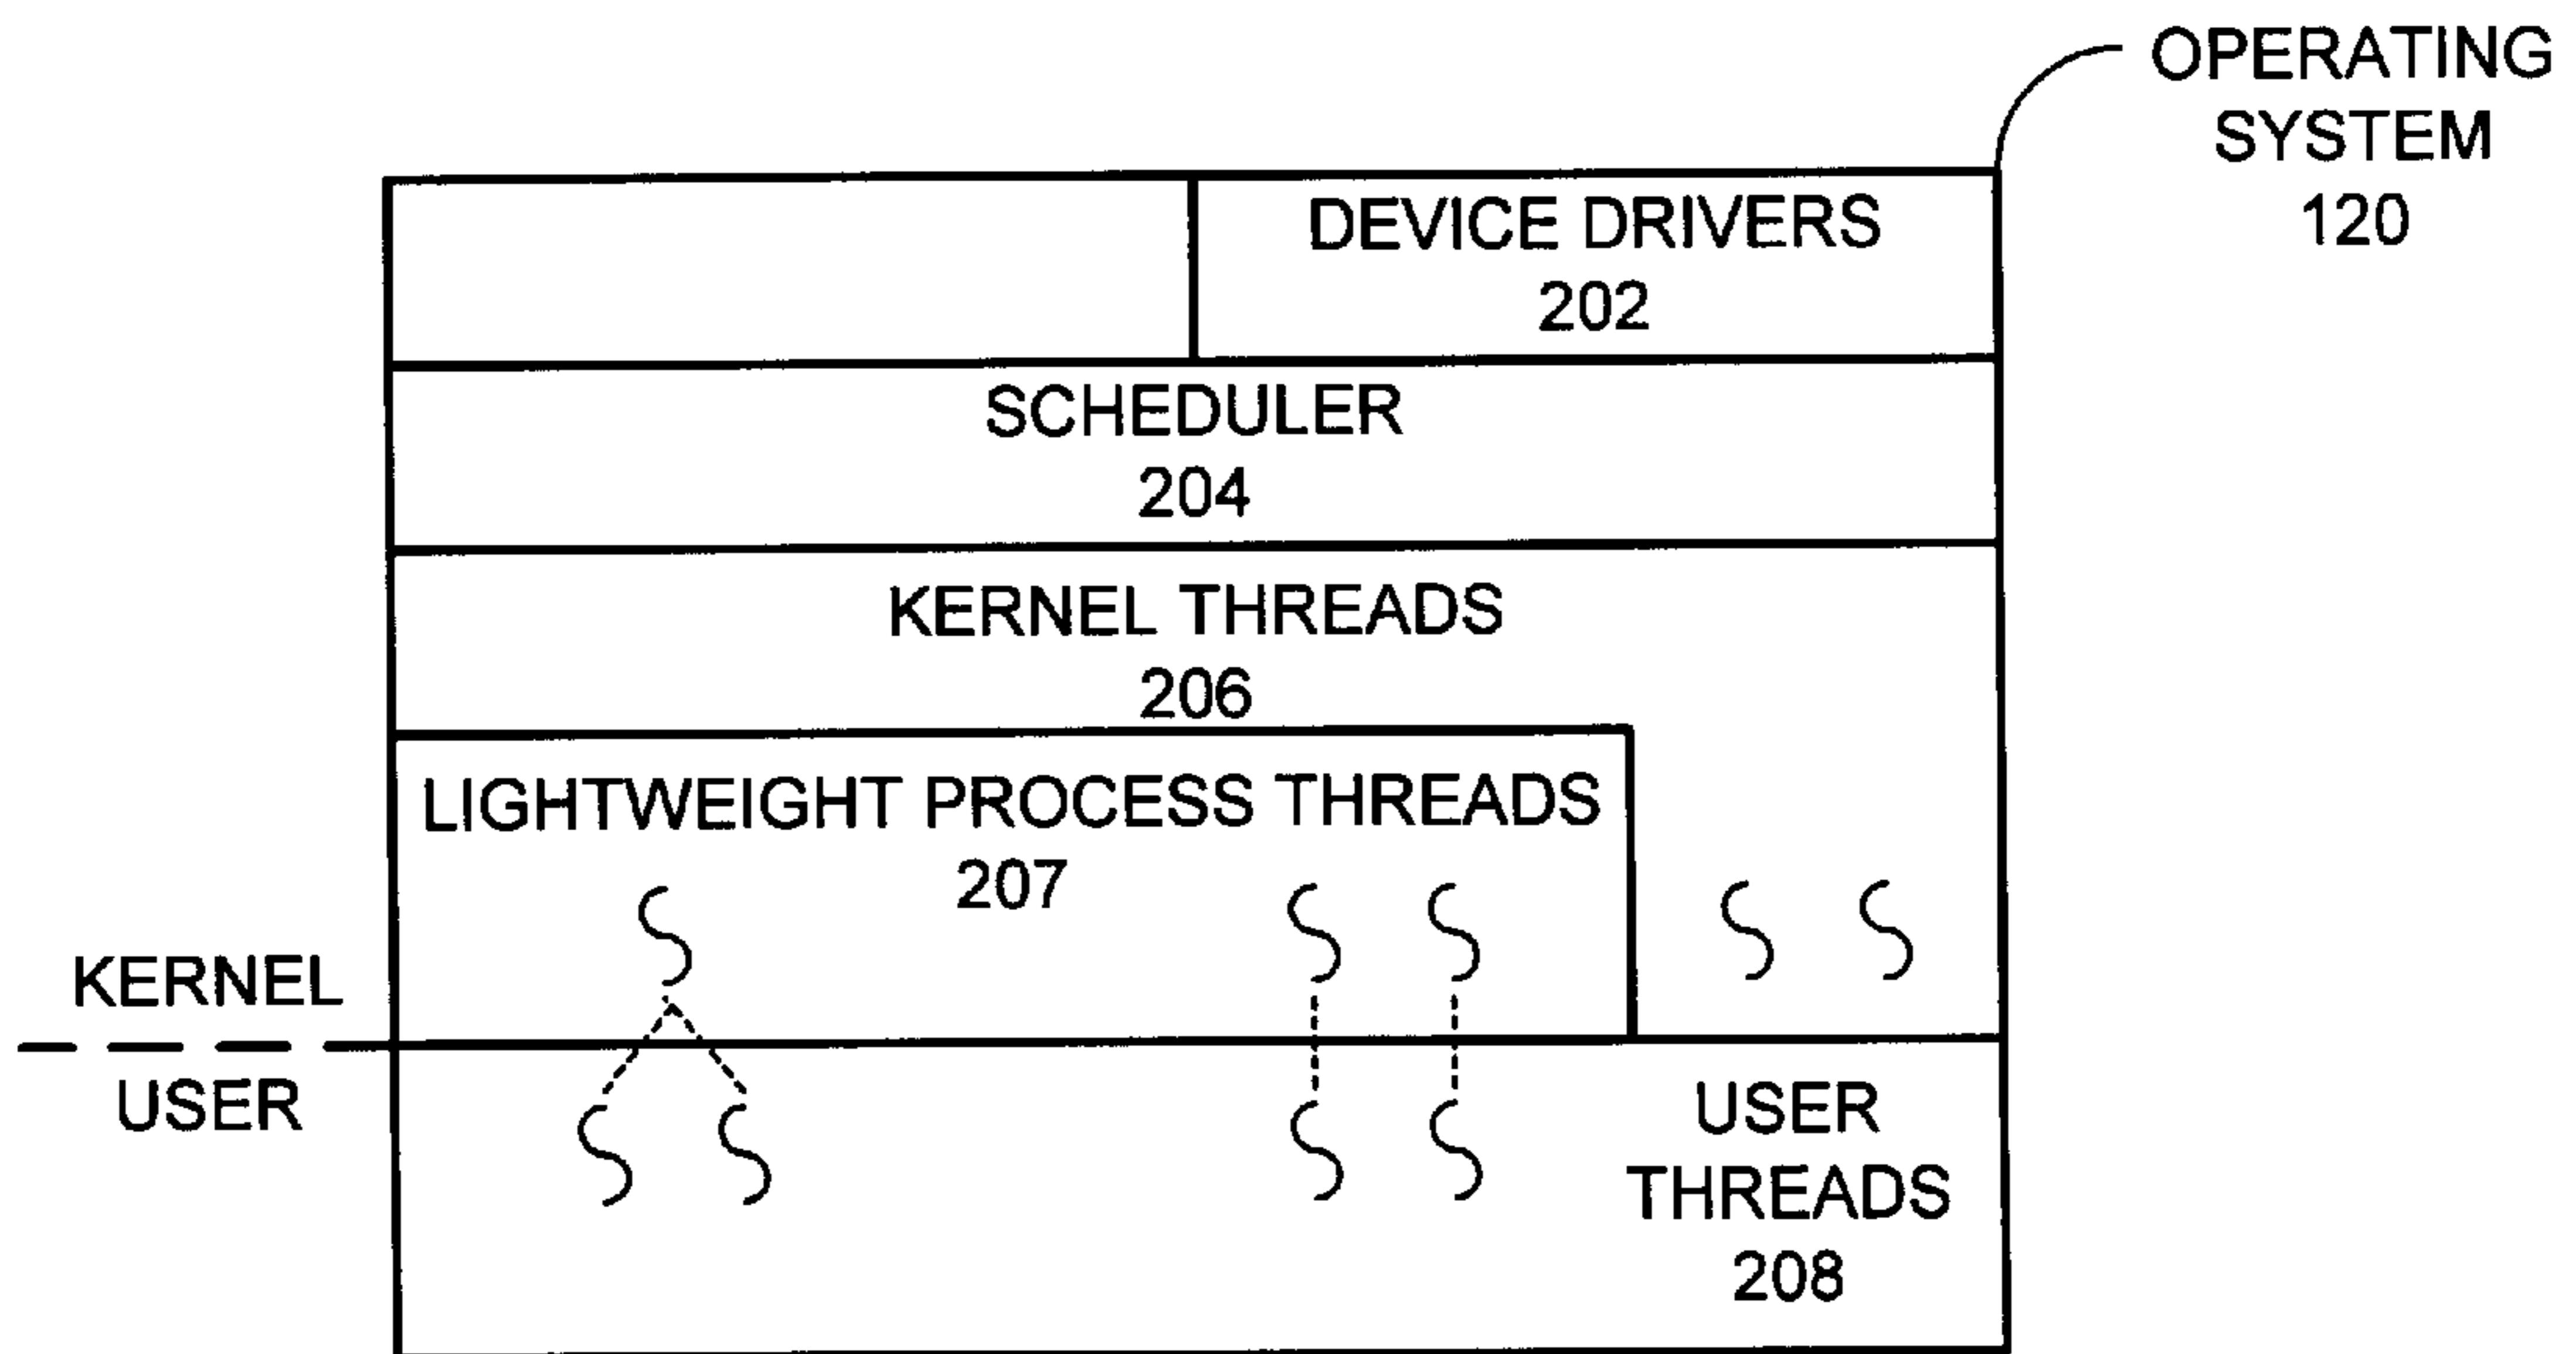 OPERATING
SYSTEM
120
DEVICE DRIVERS
202
SCHEDULER
204
KERNEL THREADS
206
LIGHTWEIGHT PROCESS THREADS
207
KERNEL
USER
USER
THREADS
208